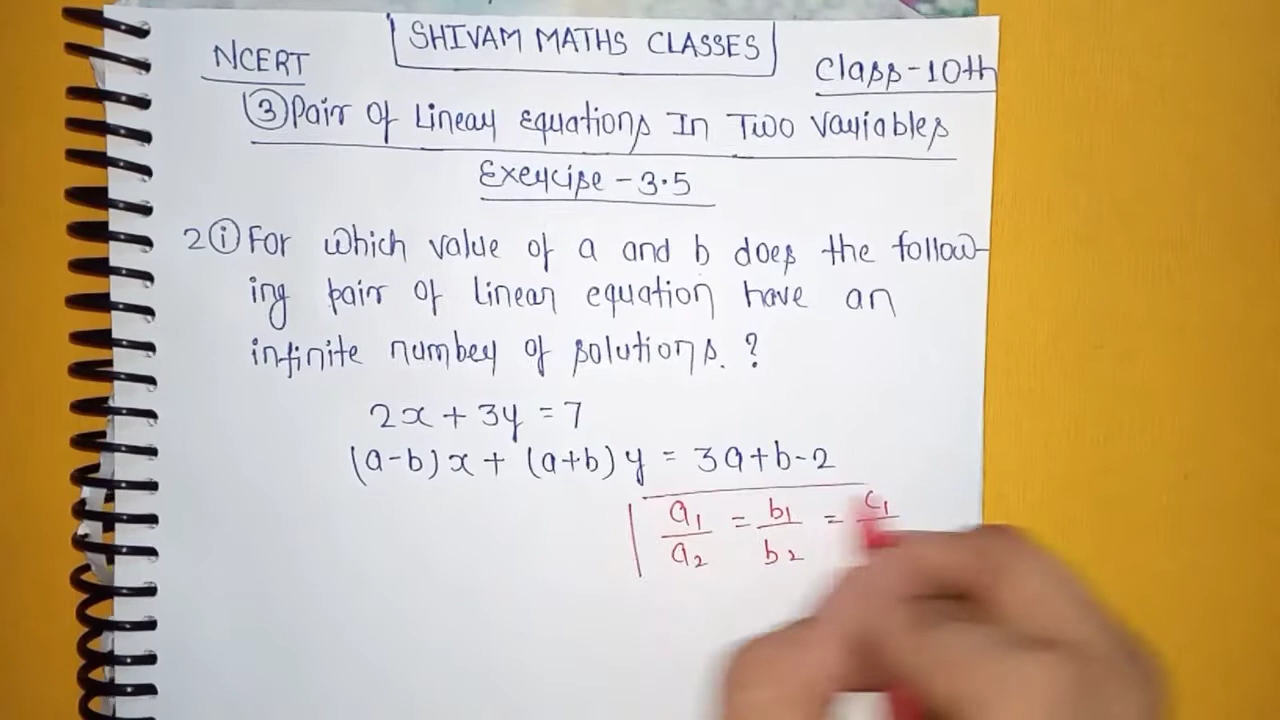 SHIVAM MATHS CLASSES
NCERT
Class-10th
③ Pair Of Linear Equations In Two Variables
Exercise - 3.5
2 ⓘ For which value of a and b does the follow-
ing pair of linear equation have an
infinite number of solutions. ?
2x + 3y = 7
(a-b)x + (a+b)y = 3a+b-2
a₁/a₂ = b₁/b₂ = c₁